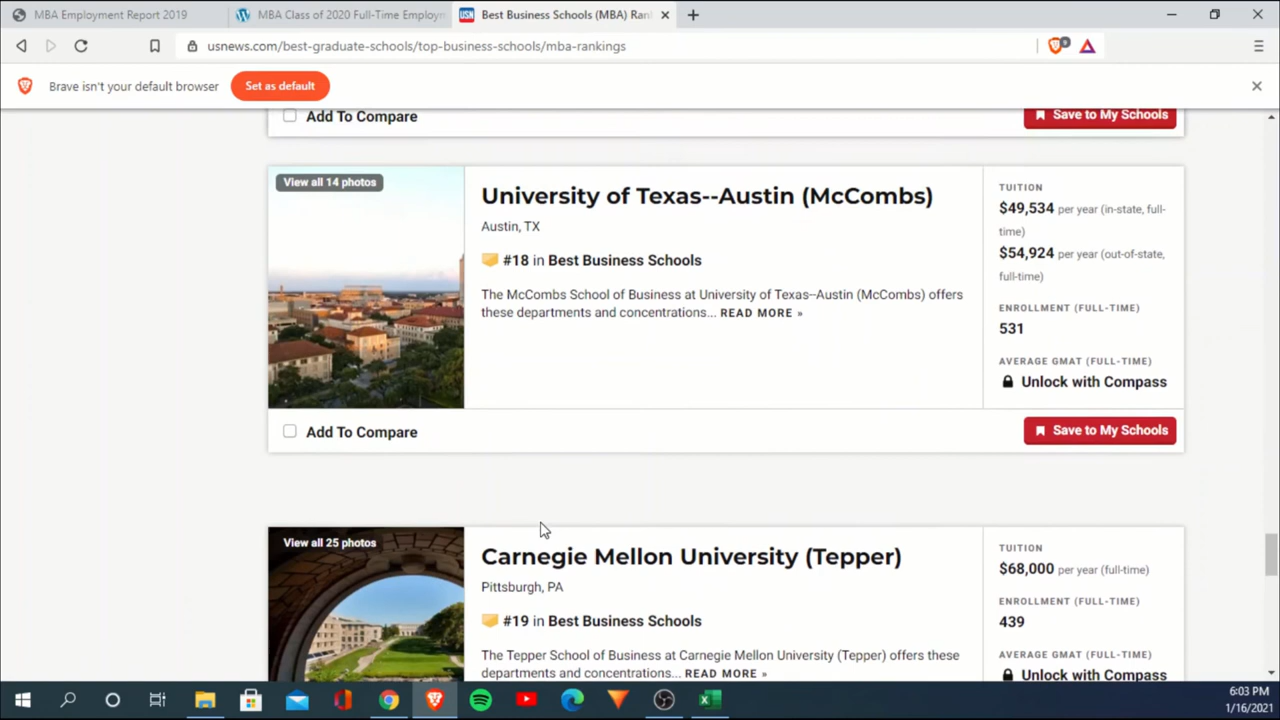 MBA Employment Report 2019
MBA Class of 2020 Full-Time Employm
Best Business Schools (MBA) Ran
usnews.com/best-graduate-schools/top-business-schools/mba-rankings
Brave isn't your default browser
Set as default
Add To Compare
Save to My Schools
View all 14 photos
University of Texas--Austin (McCombs)
Austin, TX
#18 in Best Business Schools
The McCombs School of Business at University of Texas--Austin (McCombs) offers
these departments and concentrations... READ MORE »
TUITION
$49,534 per year (in-state, full-
time)
$54,924 per year (out-of-state,
full-time)
ENROLLMENT (FULL-TIME)
531
AVERAGE GMAT (FULL-TIME)
Unlock with Compass
Add To Compare
Save to My Schools
View all 25 photos
Carnegie Mellon University (Tepper)
Pittsburgh, PA
#19 in Best Business Schools
The Tepper School of Business at Carnegie Mellon University (Tepper) offers these
departments and concentrations... READ MORE »
TUITION
$68,000 per year (full-time)
ENROLLMENT (FULL-TIME)
439
AVERAGE GMAT (FULL-TIME)
Unlock with Compass
6:03 PM
1/16/2021